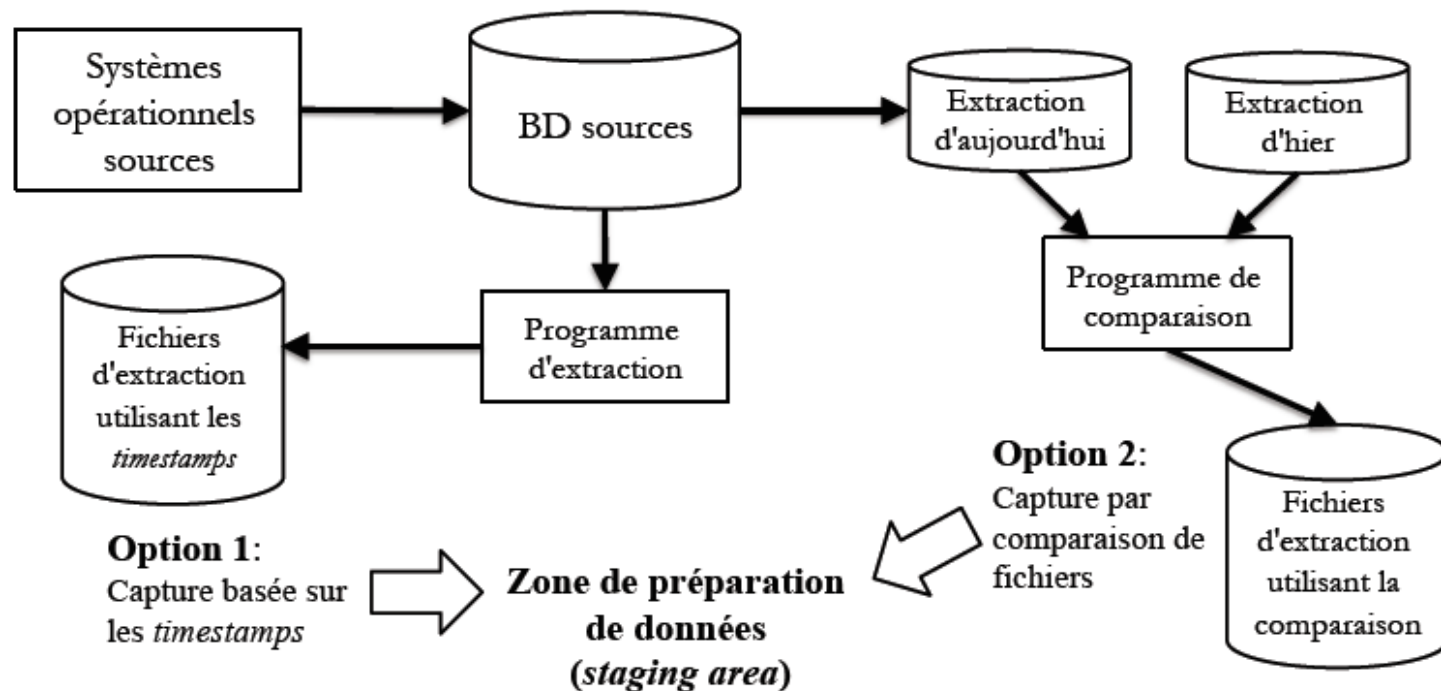 Systèmes
opérationnels
sources
BD sources
Extraction
d'aujourd'hui
Extraction
d'hier
Programme de
comparaison
Programme
d'extraction
Fichiers
d'extraction
utilisant les
timestamps
Option 1:
Capture basée sur
les timestamps
Zone de préparation
de données
(staging area)
Option 2:
Capture par
comparaison de
fichiers
Fichiers
d'extraction
utilisant la
comparaison